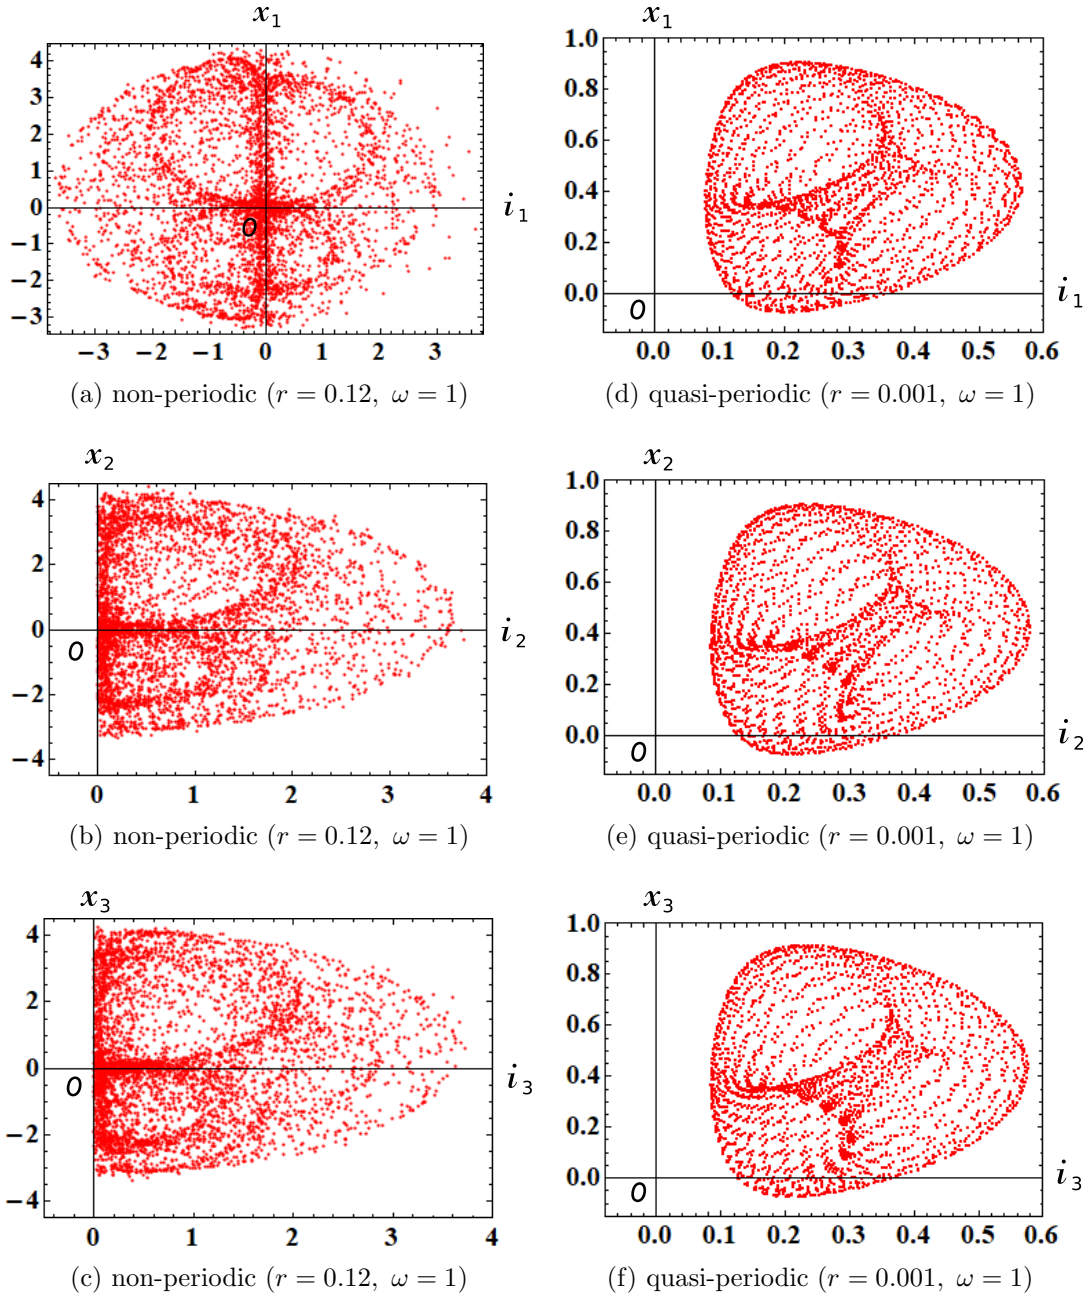 x1
4
3
2
1
0
−1
−2
−3
0
i1
−3 −2 −1 0 1 2 3
(a) non-periodic (r = 0.12, ω = 1)
x1
1.0
0.8
0.6
0.4
0.2
0.0
0
i1
0.0 0.1 0.2 0.3 0.4 0.5 0.6
(d) quasi-periodic (r = 0.001, ω = 1)
x2
4
2
0
−2
−4
0
i2
0 1 2 3 4
(b) non-periodic (r = 0.12, ω = 1)
x2
1.0
0.8
0.6
0.4
0.2
0.0
0
i2
0.0 0.1 0.2 0.3 0.4 0.5 0.6
(e) quasi-periodic (r = 0.001, ω = 1)
x3
4
2
0
−2
−4
0
i3
0 1 2 3 4
(c) non-periodic (r = 0.12, ω = 1)
x3
1.0
0.8
0.6
0.4
0.2
0.0
0
i3
0.0 0.1 0.2 0.3 0.4 0.5 0.6
(f) quasi-periodic (r = 0.001, ω = 1)